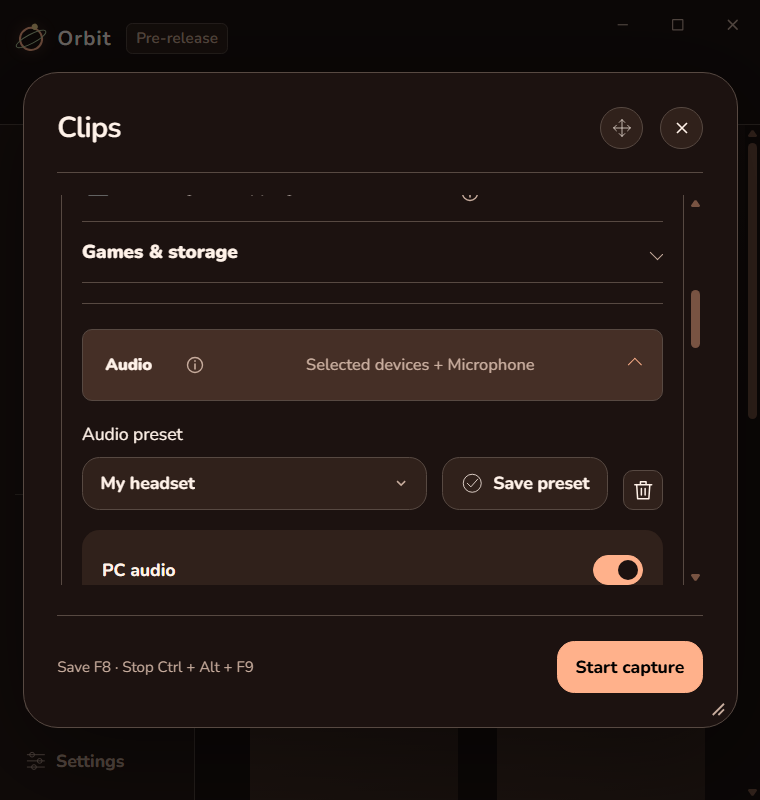 Orbit
Pre-release
Clips
Games & storage
Audio
Selected devices + Microphone
Audio preset
My headset
Save preset
PC audio
Save F8 · Stop Ctrl + Alt + F9
Start capture
Settings